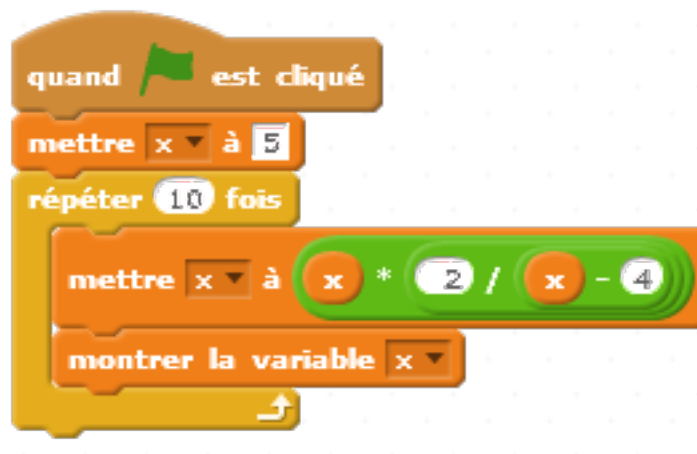 quand est cliqué
mettre x à 5
répéter 10 fois
mettre x à x * 2 / x - 4
montrer la variable x